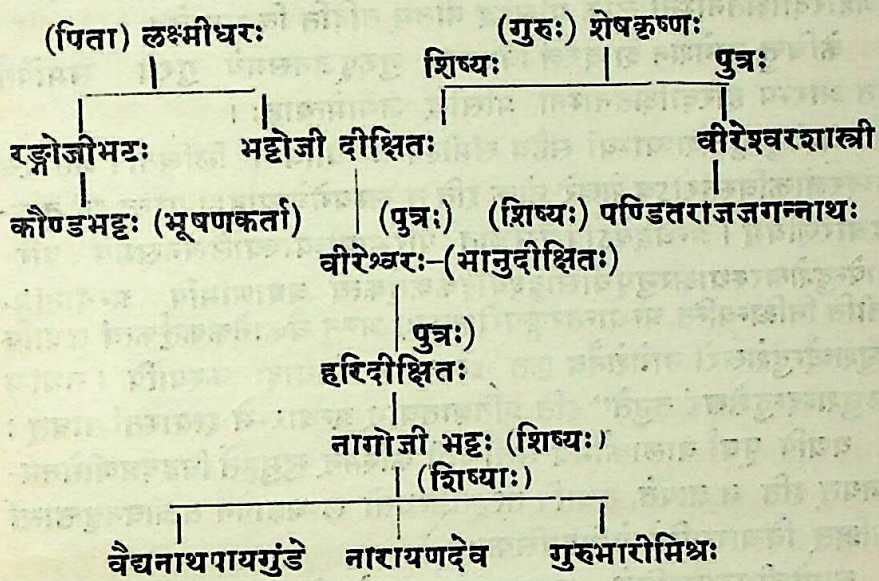 (पिता) लक्ष्मीधरः (गुरुः) शेषकृष्णः
शिष्यः पुत्रः
रङ्गोजीभटः भट्टोजी दीक्षितः वीरेश्वरशास्त्री
कौण्डभट्टः (भूषणकर्ता) (पुत्रः) (शिष्यः) पण्डितराजजगन्नाथः
वीरेश्वरः-(भानुदीक्षितः)
पुत्रः)
हरिदीक्षितः
नागोजी भट्टः (शिष्यः)
(शिष्याः)
वैद्यनाथपायगुंडे नारायणदेव गुरुभारीमिश्रः